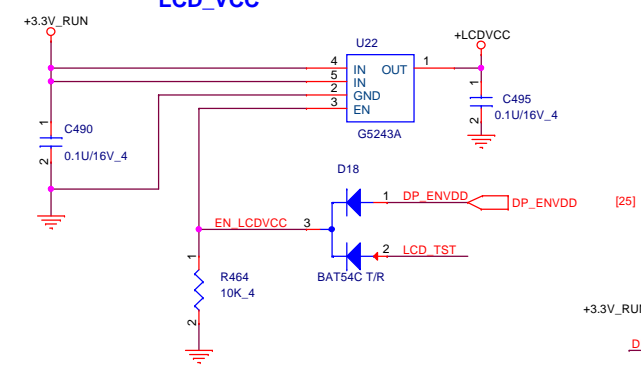 LCD_VCC
+3.3V_RUN
U22
+LCDVCC
4 IN OUT 1
5 IN
2 GND
3 EN
G5243A
1
C490
0.1U/16V_4
2
1
C495
0.1U/16V_4
2
D18
1 DP_ENVDD DP_ENVDD [25]
EN_LCDVCC 3
2 LCD_TST
BAT54C T/R
1
R464
10K_4
2
+3.3V_RU
D